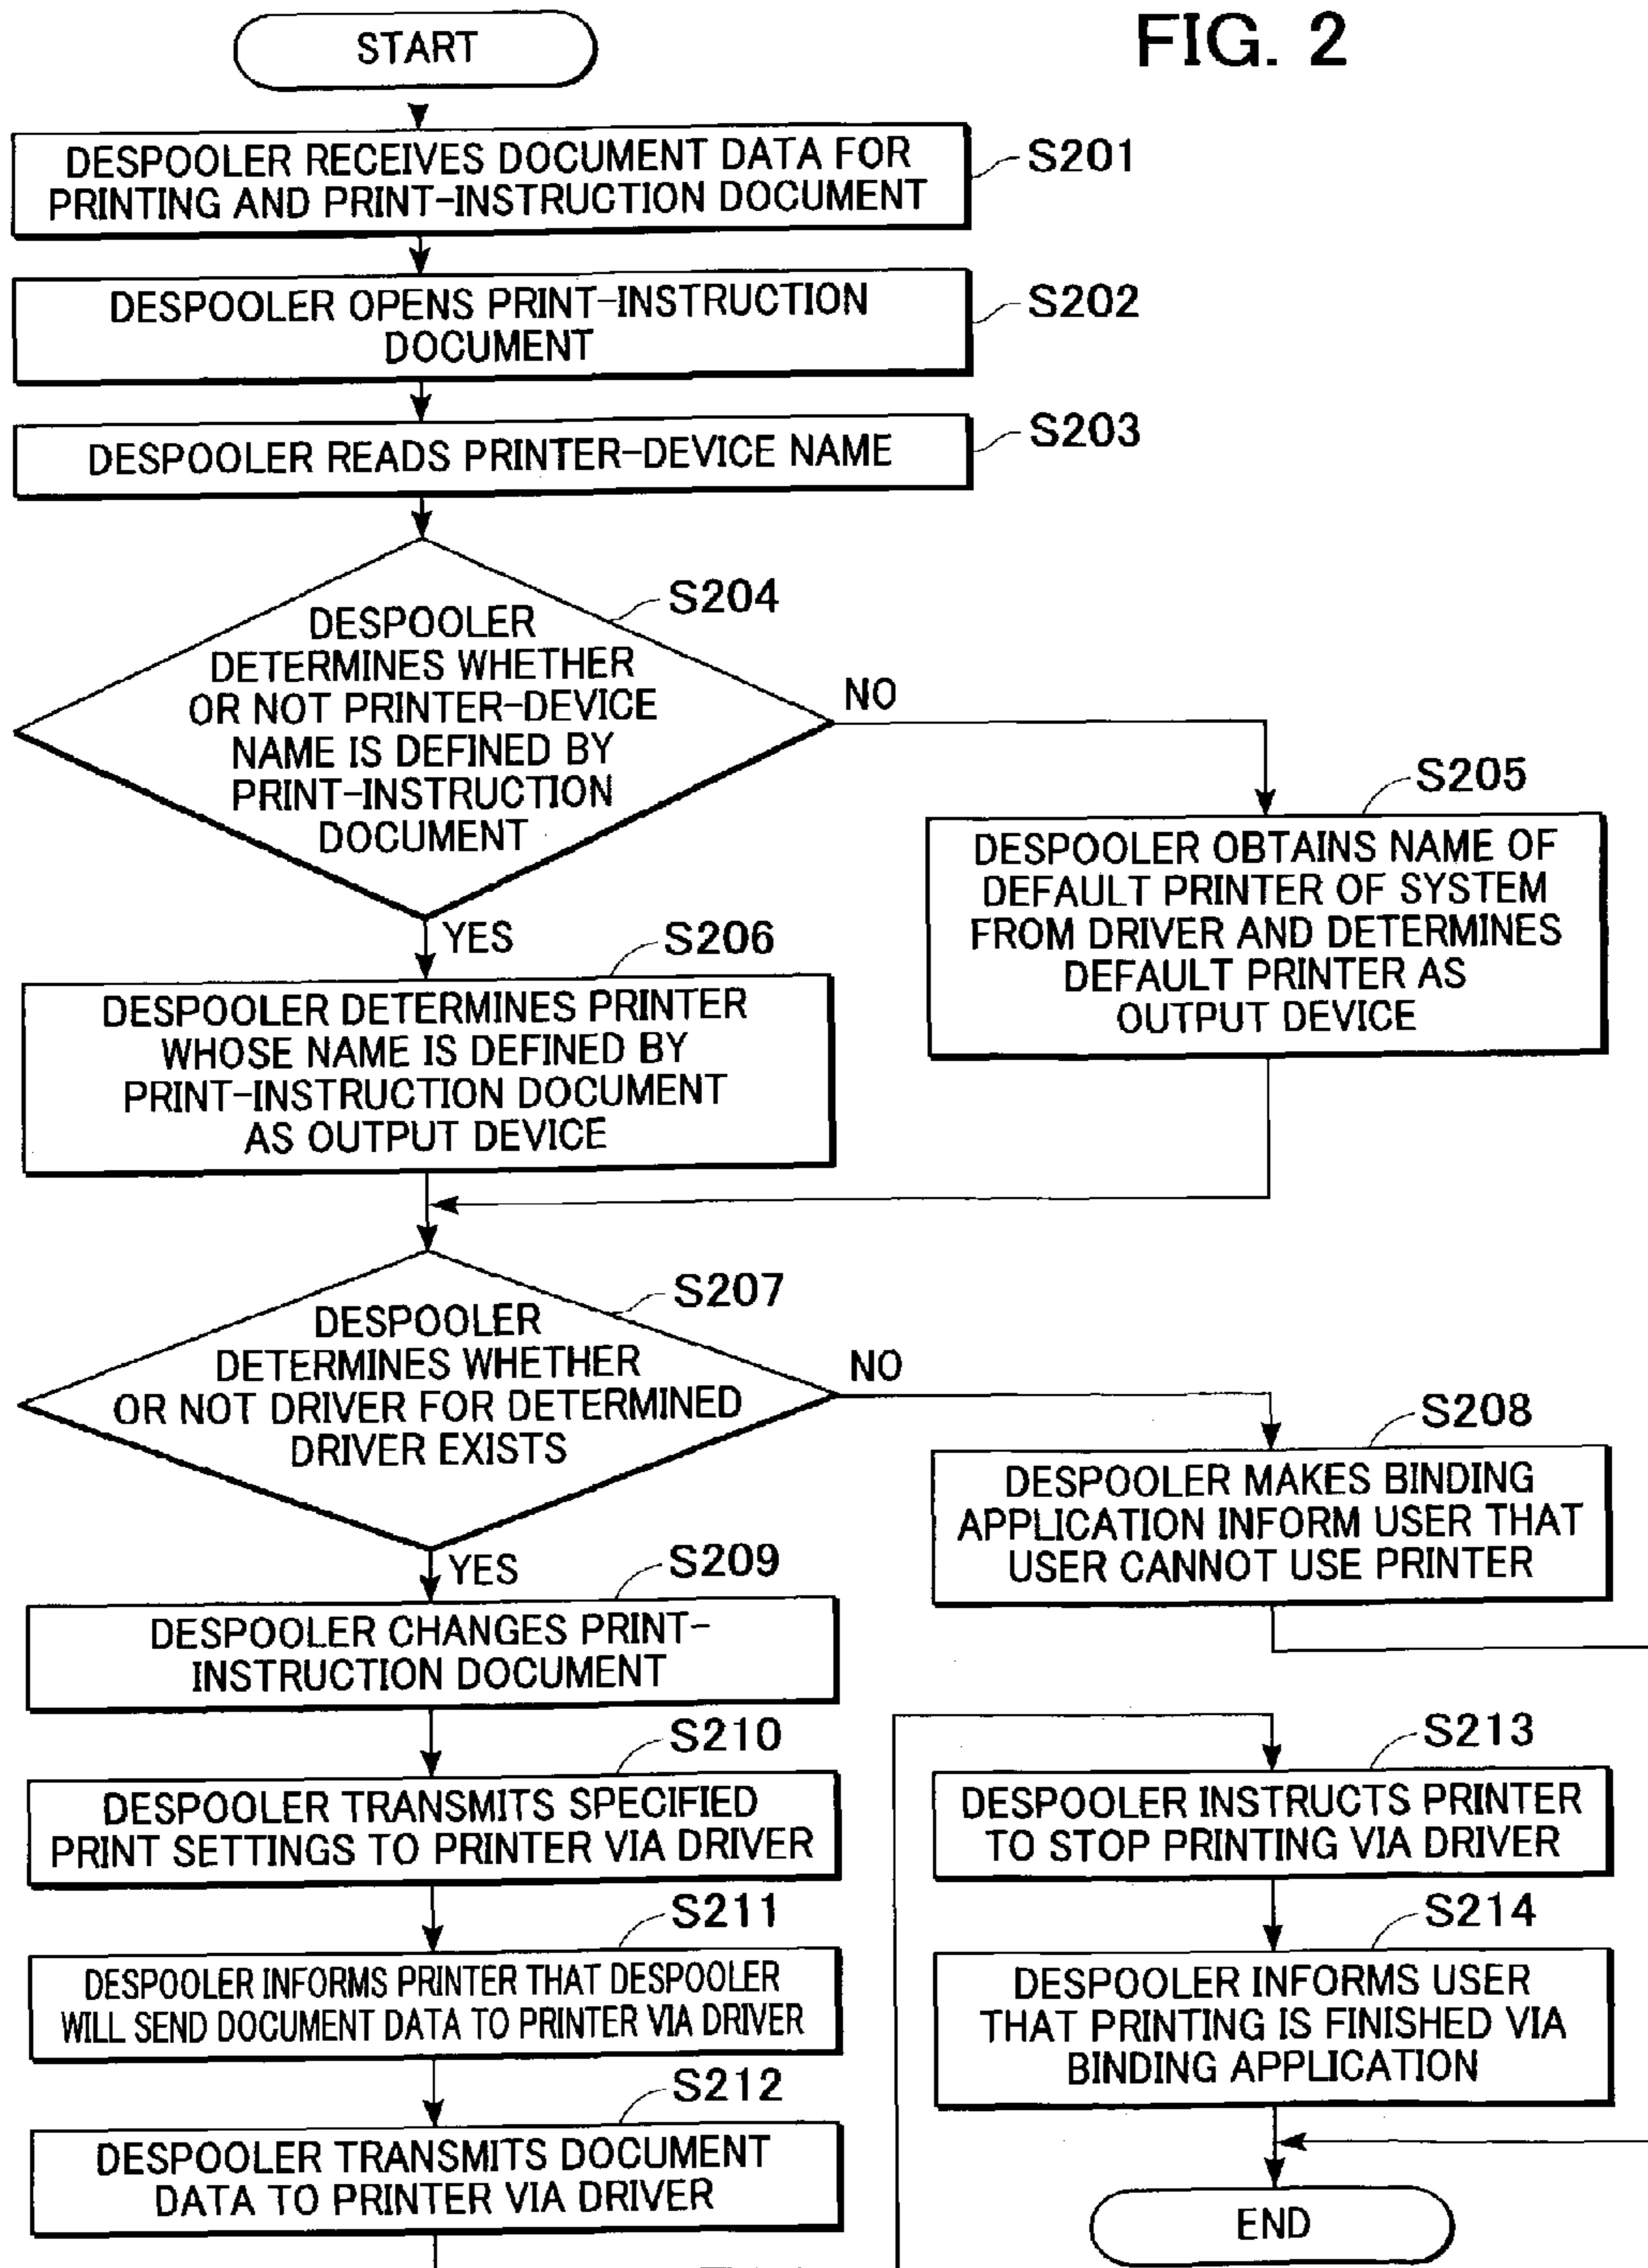 FIG. 2
START
DESPOOLER RECEIVES DOCUMENT DATA FOR
PRINTING AND PRINT-INSTRUCTION DOCUMENT
S201
DESPOOLER OPENS PRINT-INSTRUCTION
DOCUMENT
S202
DESPOOLER READS PRINTER-DEVICE NAME
S203
S204
DESPOOLER
DETERMINES WHETHER
OR NOT PRINTER-DEVICE
NAME IS DEFINED BY
PRINT-INSTRUCTION
DOCUMENT
NO
YES
S205
DESPOOLER OBTAINS NAME OF
DEFAULT PRINTER OF SYSTEM
FROM DRIVER AND DETERMINES
DEFAULT PRINTER AS
OUTPUT DEVICE
S206
DESPOOLER DETERMINES PRINTER
WHOSE NAME IS DEFINED BY
PRINT-INSTRUCTION DOCUMENT
AS OUTPUT DEVICE
S207
DESPOOLER
DETERMINES WHETHER
OR NOT DRIVER FOR DETERMINED
DRIVER EXISTS
NO
YES
S208
DESPOOLER MAKES BINDING
APPLICATION INFORM USER THAT
USER CANNOT USE PRINTER
S209
DESPOOLER CHANGES PRINT-
INSTRUCTION DOCUMENT
S210
DESPOOLER TRANSMITS SPECIFIED
PRINT SETTINGS TO PRINTER VIA DRIVER
S211
DESPOOLER INFORMS PRINTER THAT DESPOOLER
WILL SEND DOCUMENT DATA TO PRINTER VIA DRIVER
S212
DESPOOLER TRANSMITS DOCUMENT
DATA TO PRINTER VIA DRIVER
S213
DESPOOLER INSTRUCTS PRINTER
TO STOP PRINTING VIA DRIVER
S214
DESPOOLER INFORMS USER
THAT PRINTING IS FINISHED VIA
BINDING APPLICATION
END